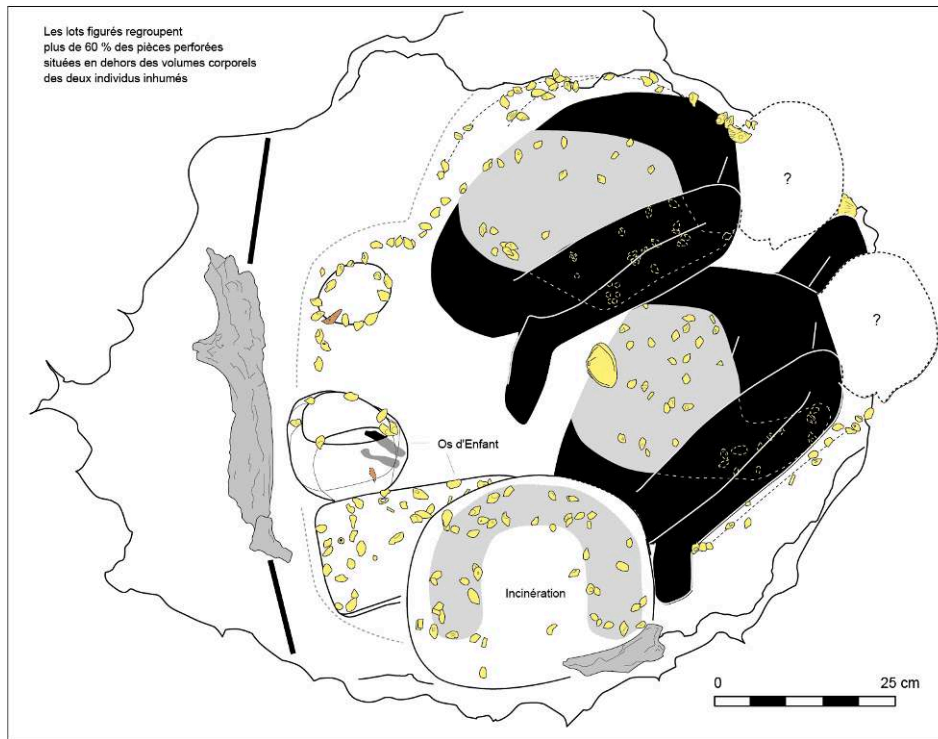 Les lots figurés regroupent
plus de 60 % des pièces perforées
situées en dehors des volumes corporels
des deux individus inhumés
?
?
Os d'Enfant
Incinération
0 25 cm